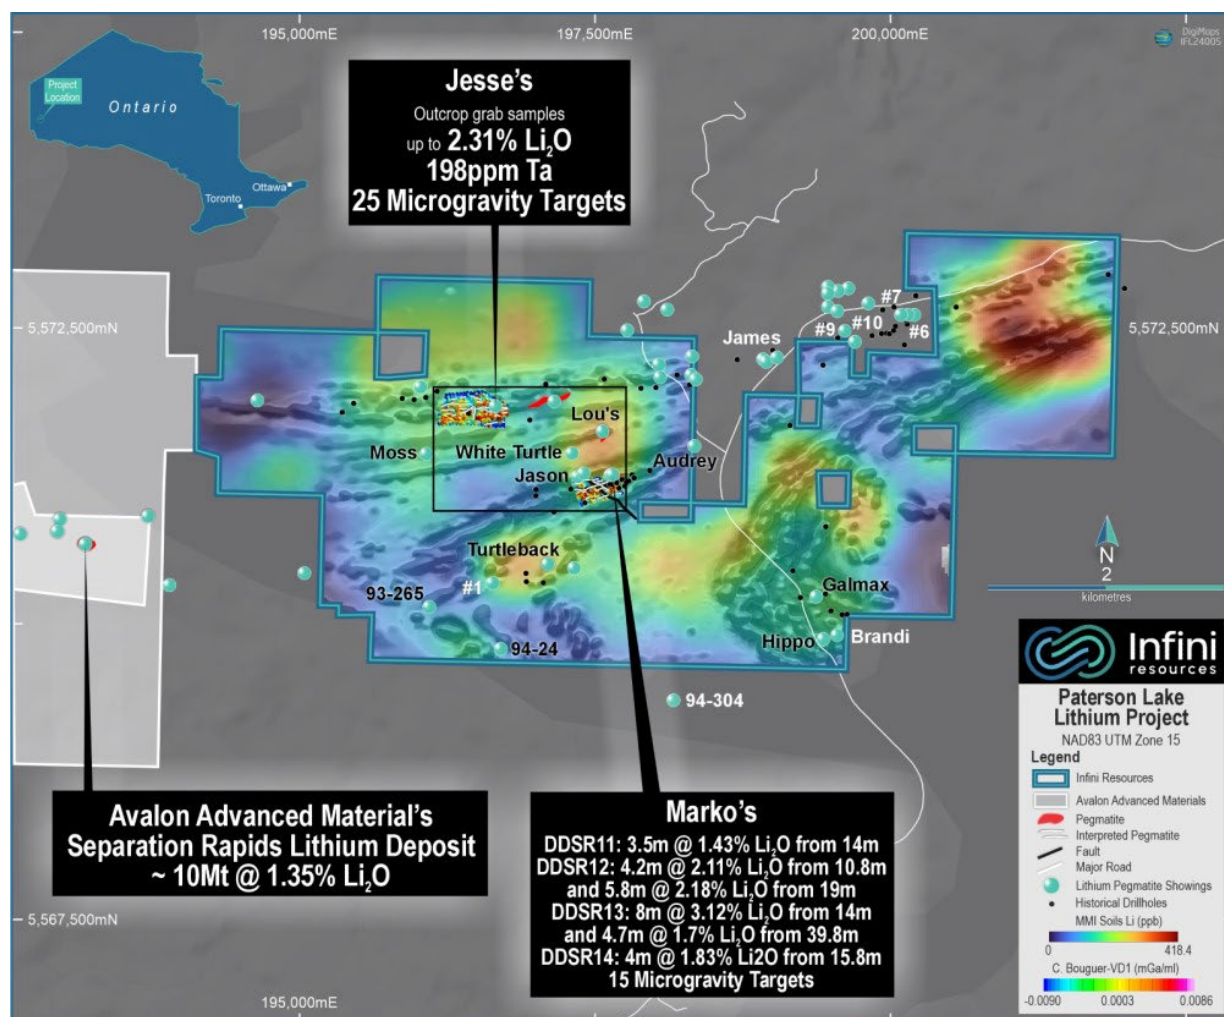 195,000mE
197,500mE
200,000mE
DigiMaps
IFL24005
Project
Location
Ontario
Ottawa
Toronto
Jesse's
Outcrop grab samples
up to 2.31% Li₂O
198ppm Ta
25 Microgravity Targets
5,572,500mN
5,572,500mN
#7
#9
#10
#6
James
Lou's
Moss
White Turtle
Audrey
Jason
Turtleback
#1
93-265
94-24
Galmax
Hippo
Brandi
94-304
N
2
kilometres
Avalon Advanced Material's
Separation Rapids Lithium Deposit
~ 10Mt @ 1.35% Li₂O
Marko's
DDSR11: 3.5m @ 1.43% Li₂O from 14m
DDSR12: 4.2m @ 2.11% Li₂O from 10.8m
and 5.8m @ 2.18% Li₂O from 19m
DDSR13: 8m @ 3.12% Li₂O from 14m
and 4.7m @ 1.7% Li₂O from 39.8m
DDSR14: 4m @ 1.83% Li2O from 15.8m
15 Microgravity Targets
5,567,500mN
195,000mE
Infini
resources
Paterson Lake
Lithium Project
NAD83 UTM Zone 15
Legend
Infini Resources
Avalon Advanced Materials
Pegmatite
Interpreted Pegmatite
Fault
Major Road
Lithium Pegmatite Showings
Historical Drillholes
MMI Soils Li (ppb)
0
418.4
C. Bouguer-VD1 (mGa/ml)
-0.0090
0.0003
0.0086